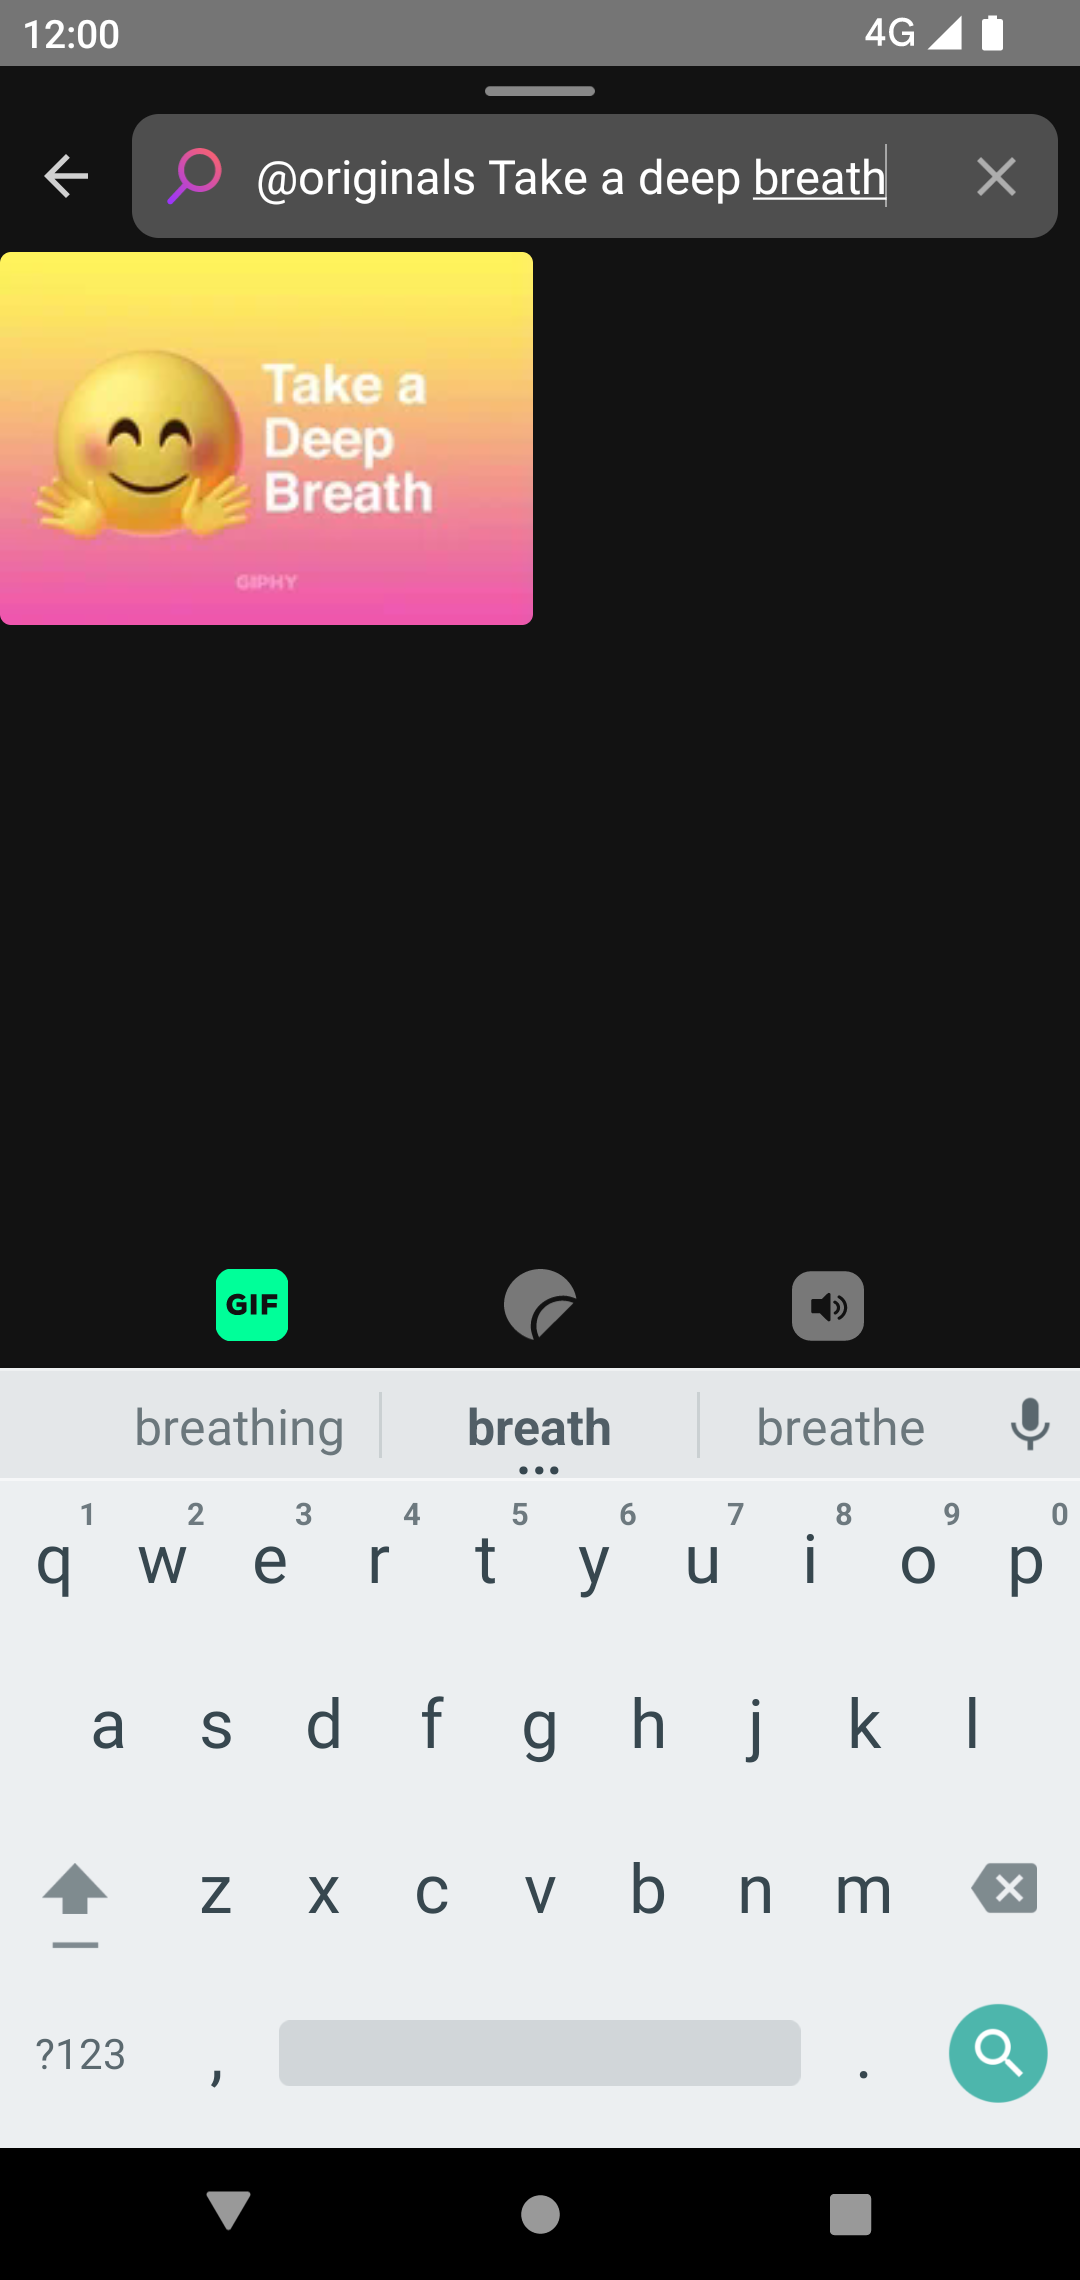 12:00
4G
@originals Take a deep breath
Take a
Deep
Breath
GIPHY
GIF
breathing breath breathe
1 2 3 4 5 6 7 8 9 0
q w e r t y u i o p
a s d f g h j k l
z x c v b n m
?123 , .